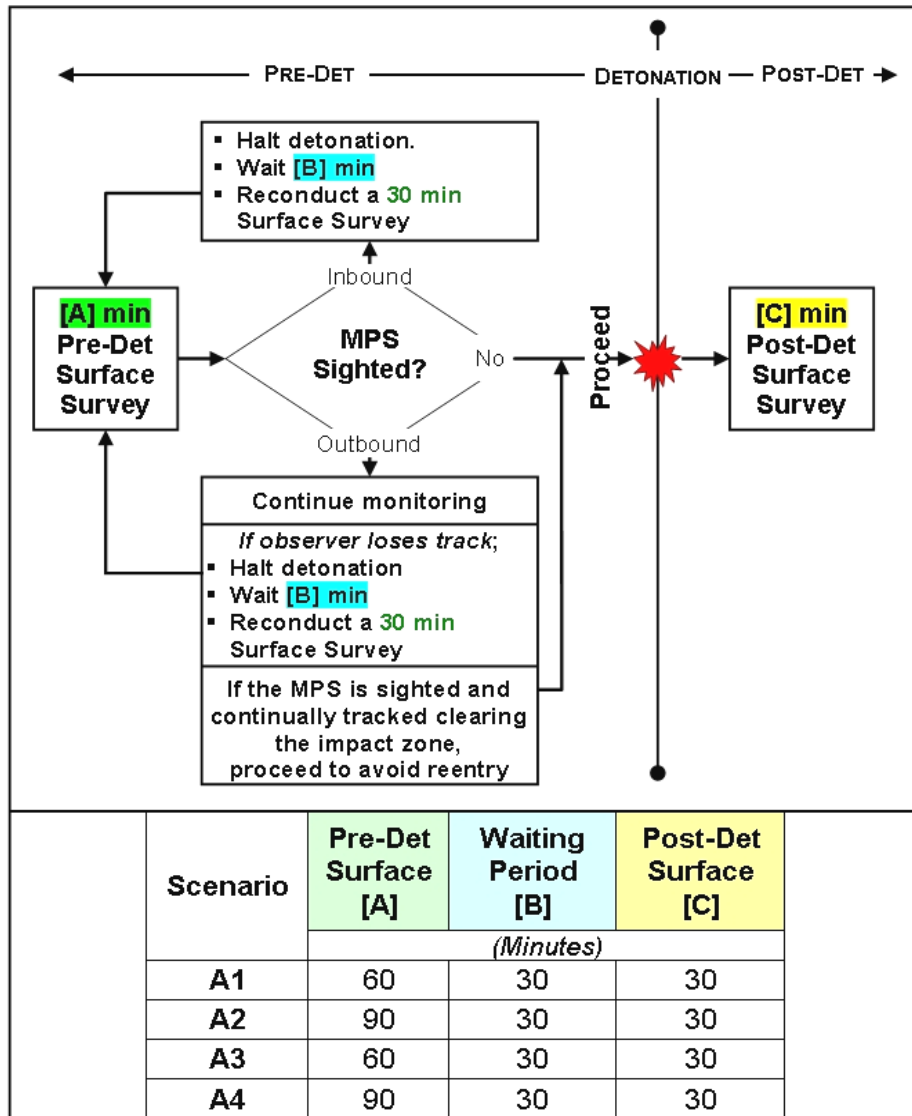 PRE-DET
DETONATION
POST-DET
▪ Halt detonation.
▪ Wait [B] min
▪ Reconduct a 30 min
Surface Survey
Inbound
[A] min
Pre-Det
Surface
Survey
MPS
Sighted?
No
Proceed
[C] min
Post-Det
Surface
Survey
Outbound
Continue monitoring
If observer loses track;
▪ Halt detonation
▪ Wait [B] min
▪ Reconduct a 30 min
Surface Survey
If the MPS is sighted and
continually tracked clearing
the impact zone,
proceed to avoid reentry
Scenario
Pre-Det
Surface
[A]
Waiting
Period
[B]
Post-Det
Surface
[C]
(Minutes)
A1 60 30 30
A2 90 30 30
A3 60 30 30
A4 90 30 30